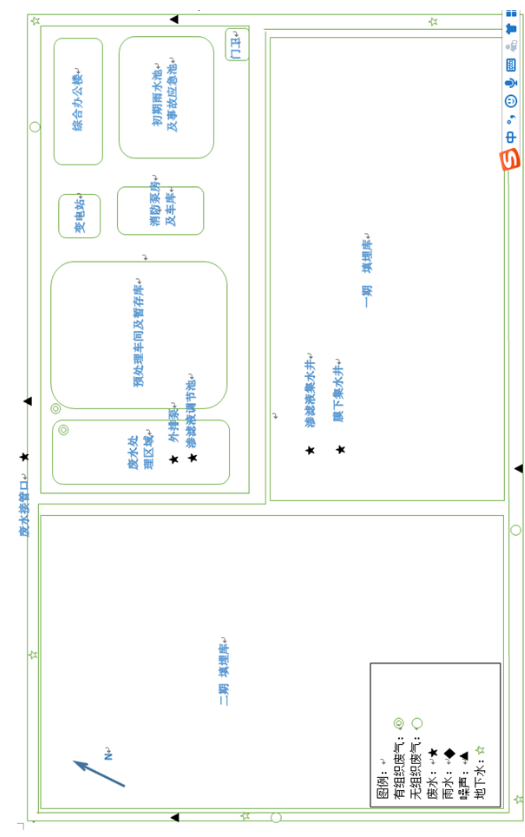 门卫
综合办公楼
初期雨水池
及事故应急池
变电站
消防泵房
及车库
预处理车间及暂存库
废水处
理区域
外排泵
渗滤液调节池
废水接管口
一期 填埋库
渗滤液集水井
膜下集水井
二期 填埋库
N
图例：
有组织废气：
无组织废气：
废水：
雨水：
噪声：
地下水：
S
中